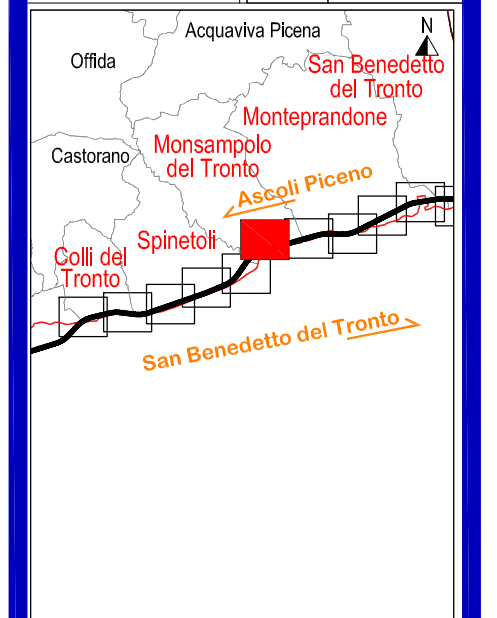 Acquaviva Picena
N
Offida
San Benedetto
del Tronto
Monteprandone
Monsampolo
del Tronto
Castorano
Ascoli Piceno
Spinetoli
Colli del
Tronto
San Benedetto del Tronto